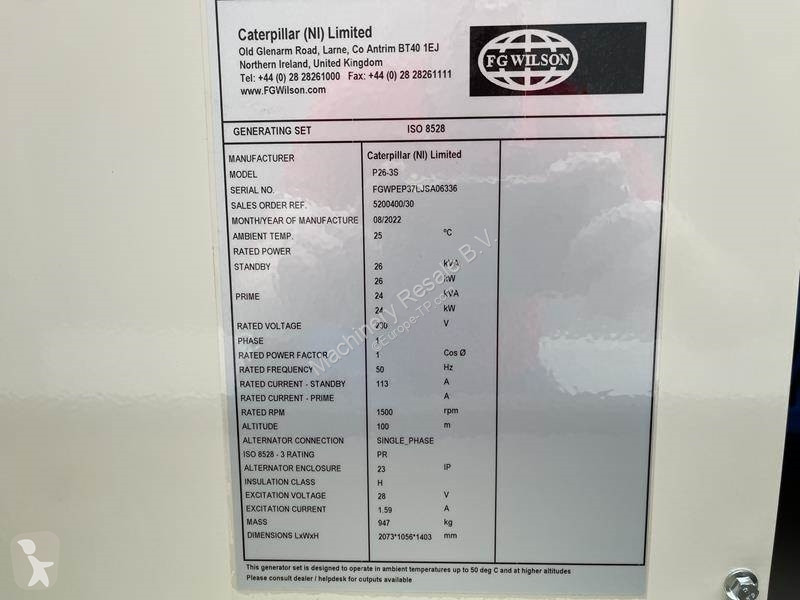 Caterpillar (NI) Limited
Old Glenarm Road, Larne, Co Antrim BT40 1EJ
Northern Ireland, United Kingdom
Tel: +44 (0) 28 28261000 Fax: +44 (0) 28 28261111
www.FGWilson.com
FG WILSON
GENERATING SET ISO 8528
MANUFACTURER Caterpillar (NI) Limited
MODEL P26-3S
SERIAL NO. FGWPEP37LJSA06336
SALES ORDER REF. 5200400/30
MONTH/YEAR OF MANUFACTURE 08/2022
AMBIENT TEMP. 25 °C
RATED POWER
STANDBY 26 kVA
26 kW
PRIME 24 kVA
24 kW
RATED VOLTAGE 230 V
PHASE 1
RATED POWER FACTOR 1 Cos Ø
RATED FREQUENCY 50 Hz
RATED CURRENT - STANDBY 113 A
RATED CURRENT - PRIME A
RATED RPM 1500 rpm
ALTITUDE 100 m
ALTERNATOR CONNECTION SINGLE_PHASE
ISO 8528 - 3 RATING PR
ALTERNATOR ENCLOSURE 23 IP
INSULATION CLASS H
EXCITATION VOLTAGE 28 V
EXCITATION CURRENT 1.59 A
MASS 947 kg
DIMENSIONS LxWxH 2073*1056*1403 mm
This generator set is designed to operate in ambient temperatures up to 50 deg C and at higher altitudes
Please consult dealer / helpdesk for outputs available
Machinery Resale B.V.
©Europe-TP.com